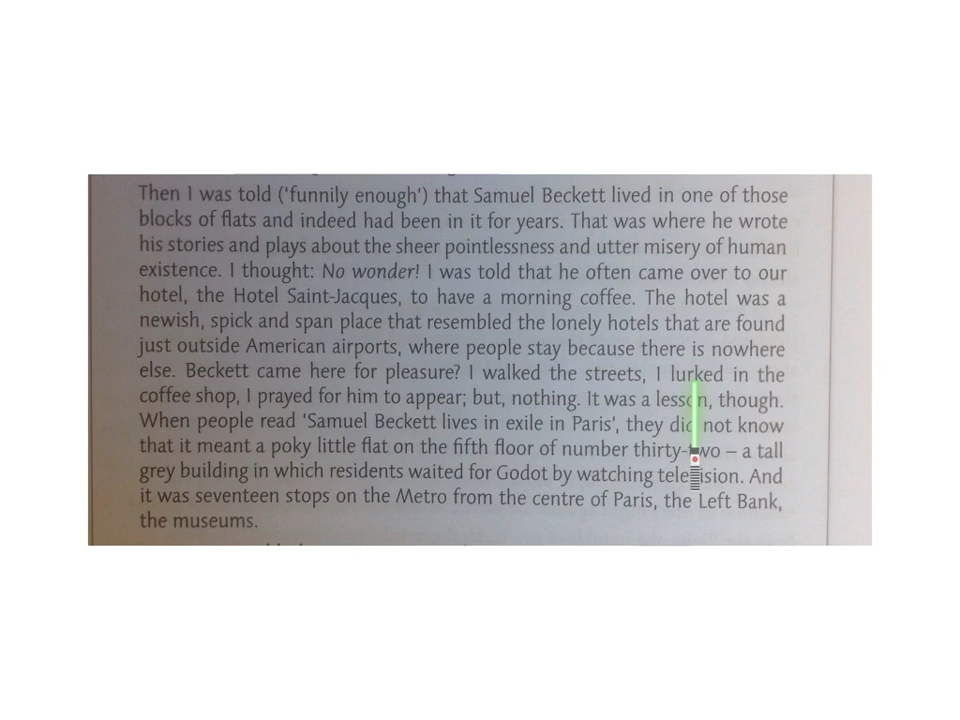 Then I was told ('funnily enough') that Samuel Beckett lived in one of those
blocks of flats and indeed had been in it for years. That was where he wrote
his stories and plays about the sheer pointlessness and utter misery of human
existence. I thought: No wonder! I was told that he often came over to our
hotel, the Hotel Saint-Jacques, to have a morning coffee. The hotel was a
newish, spick and span place that resembled the lonely hotels that are found
just outside American airports, where people stay because there is nowhere
else. Beckett came here for pleasure? I walked the streets, I lurked in the
coffee shop, I prayed for him to appear; but, nothing. It was a lesson, though.
When people read 'Samuel Beckett lives in exile in Paris', they did not know
that it meant a poky little flat on the fifth floor of number thirty-two – a tall
grey building in which residents waited for Godot by watching television. And
it was seventeen stops on the Metro from the centre of Paris, the Left Bank,
the museums.